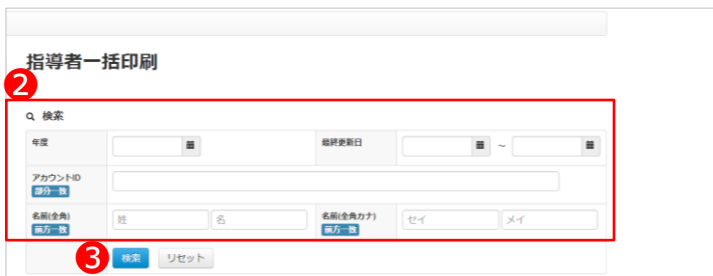 指導者一括印刷
2
検索
年度 最終更新日 ~
アカウントID
部分一致
名前(全角) 姓 名 名前(全角カナ) セイ メイ
前方一致 前方一致
3 検索 リセット